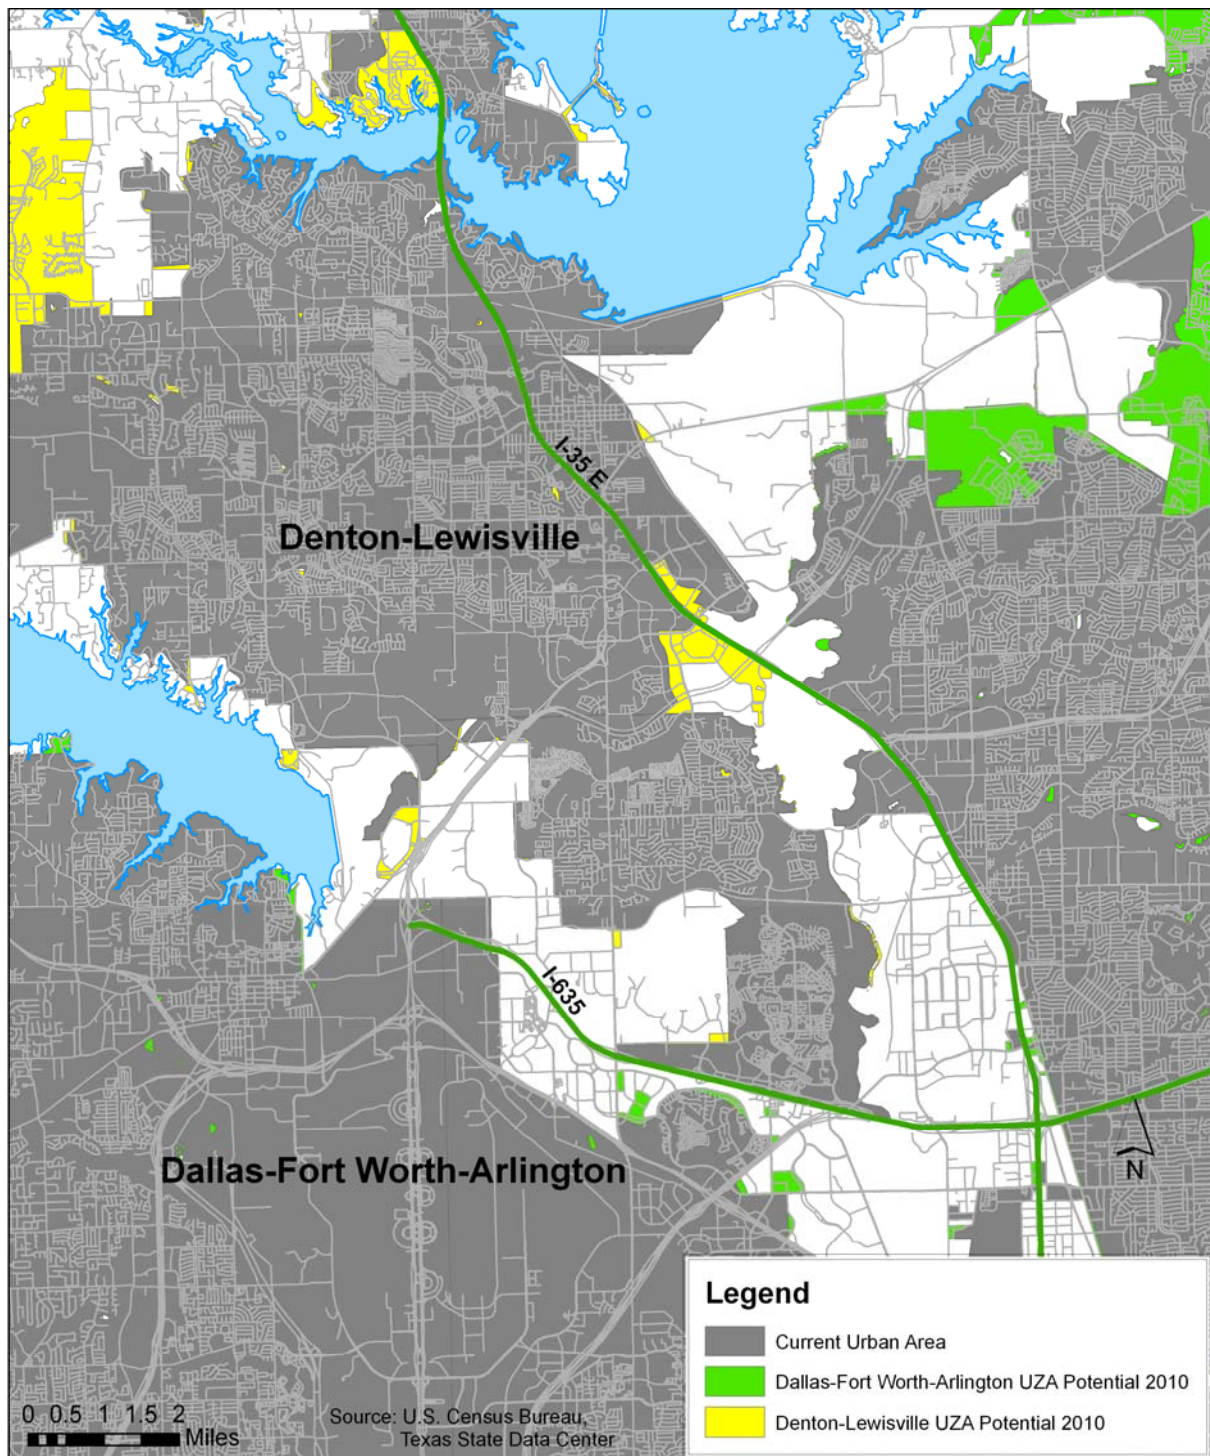 I-35 E
Denton-Lewisville
I-635
Dallas-Fort Worth-Arlington
N
Legend
Current Urban Area
Dallas-Fort Worth-Arlington UZA Potential 2010
Denton-Lewisville UZA Potential 2010
0 0.5 1 1.5 2
Miles
Source: U.S. Census Bureau,
Texas State Data Center